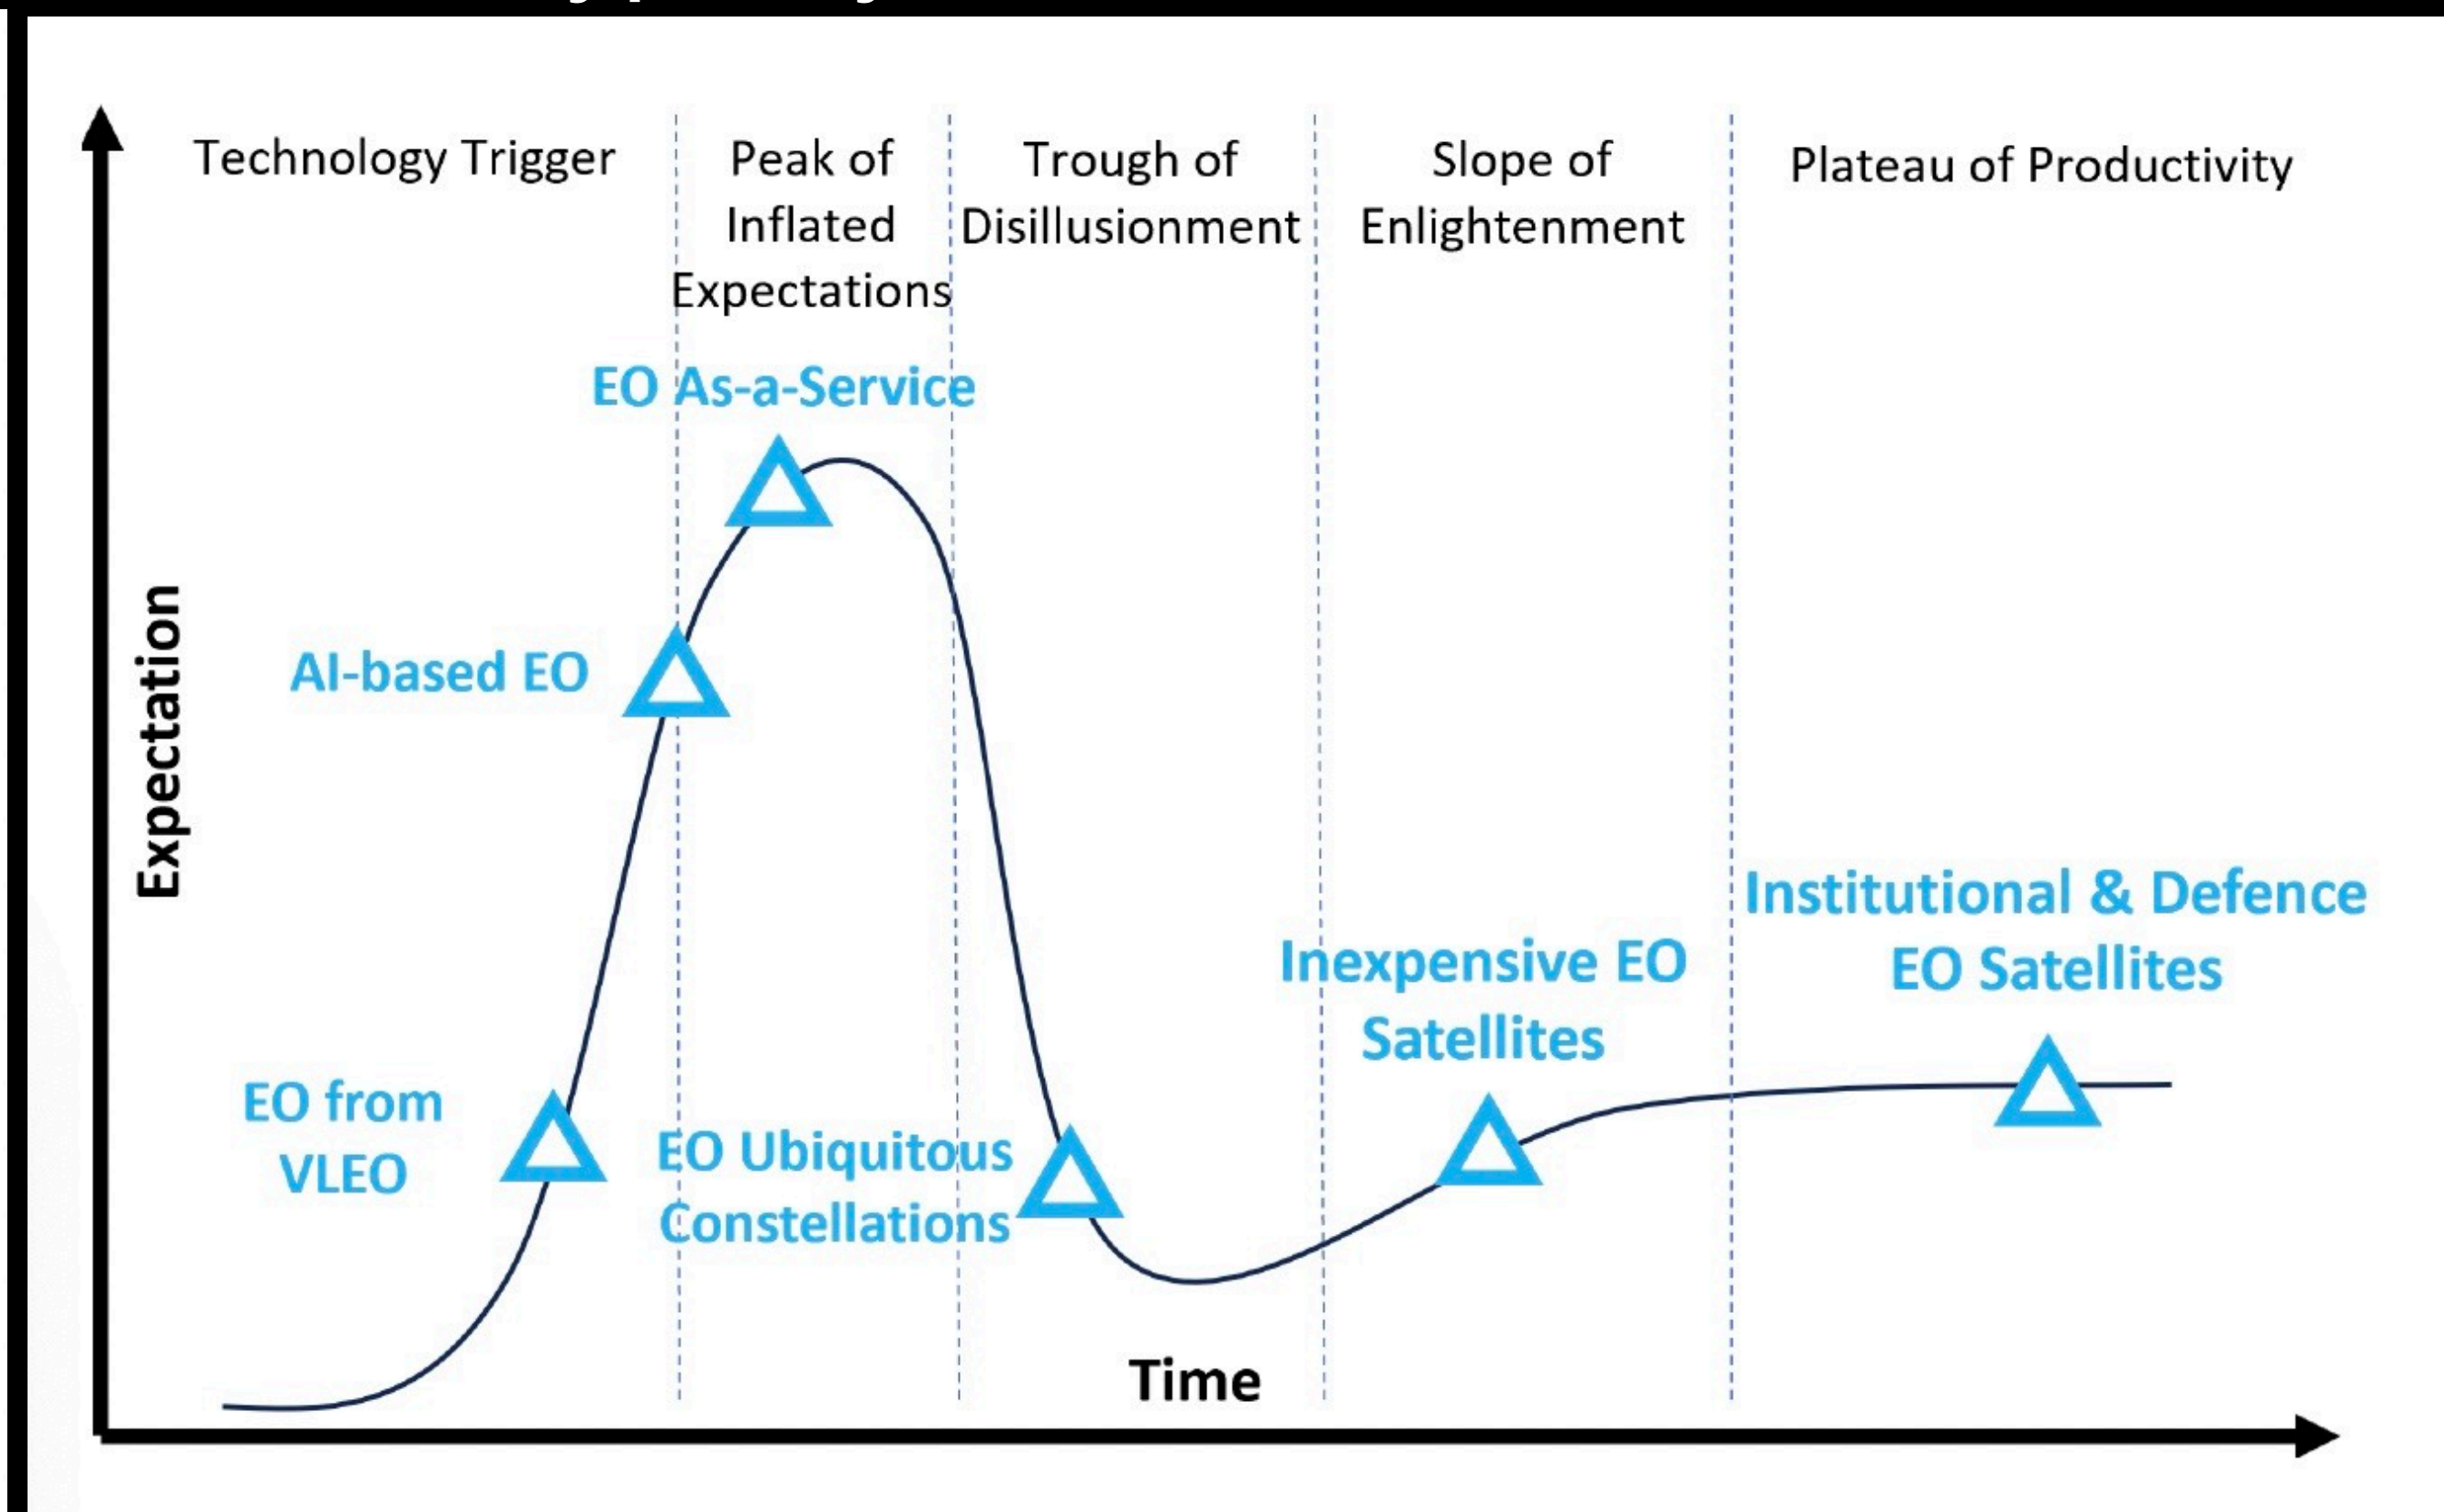 Technology Trigger
Peak of
Inflated
Expectations
Trough of
Disillusionment
Slope of
Enlightenment
Plateau of Productivity
EO As-a-Service
AI-based EO
Expectation
EO from
VLEO
EO Ubiquitous
Constellations
Inexpensive EO
Satellites
Institutional & Defence
EO Satellites
Time